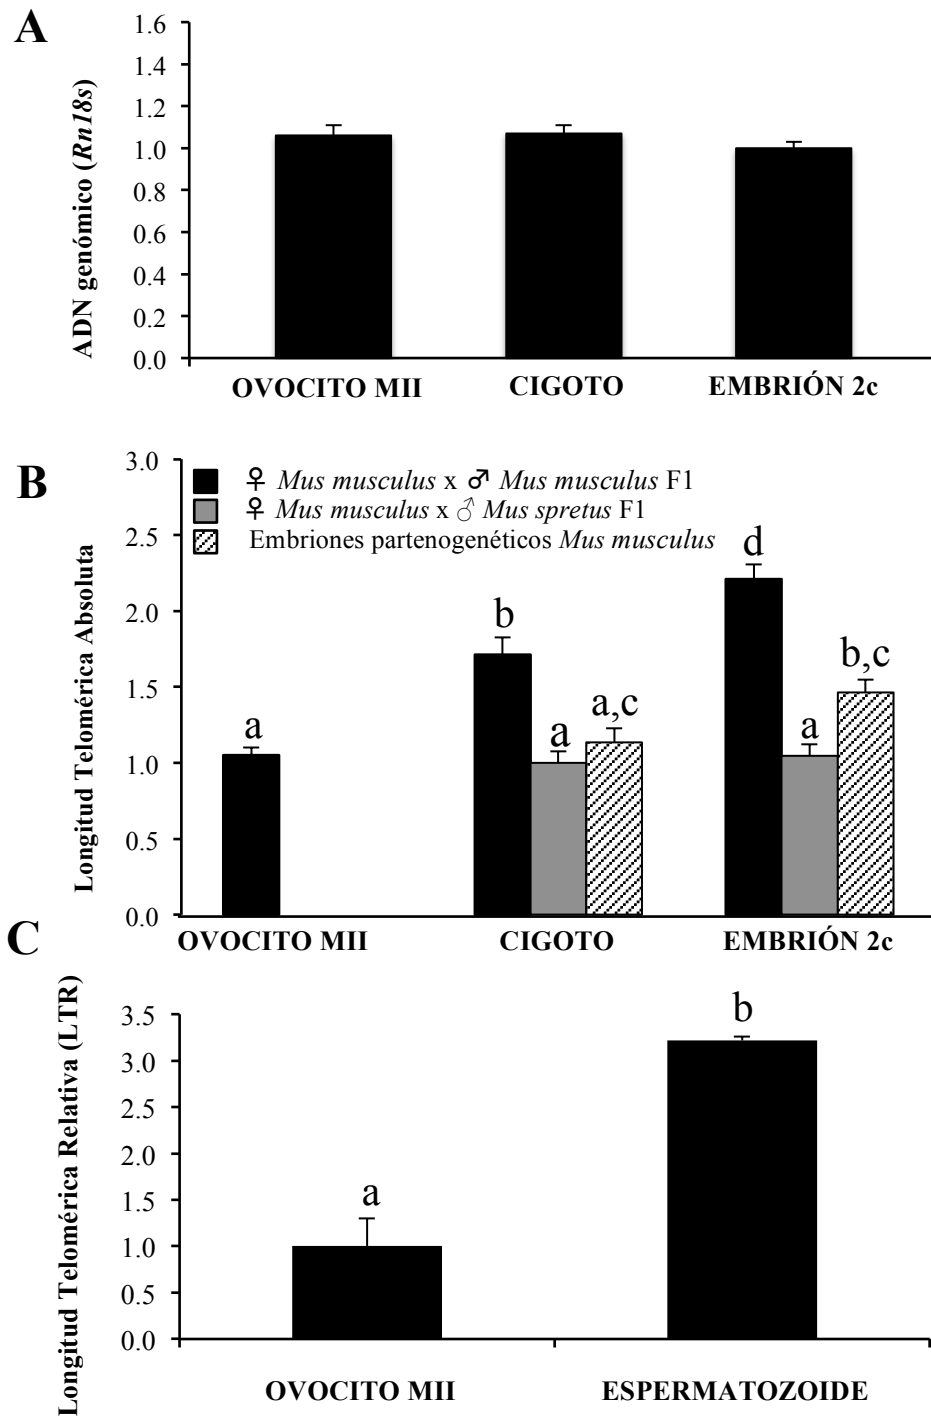 A
ADN genómico (Rn18s)
1.6
1.4
1.2
1.0
0.8
0.6
0.4
0.2
0.0
OVOCITO MII CIGOTO EMBRIÓN 2c
B
Longitud Telomérica Absoluta
3.0
2.5
2.0
1.5
1.0
0.5
0.0
♀ Mus musculus x ♂ Mus musculus F1
♀ Mus musculus x ♂ Mus spretus F1
Embriones partenogenéticos Mus musculus
a
b
a
a,c
d
a
b,c
OVOCITO MII CIGOTO EMBRIÓN 2c
C
Longitud Telomérica Relativa (LTR)
3.5
3.0
2.5
2.0
1.5
1.0
0.5
0.0
a
b
OVOCITO MII ESPERMATOZOIDE